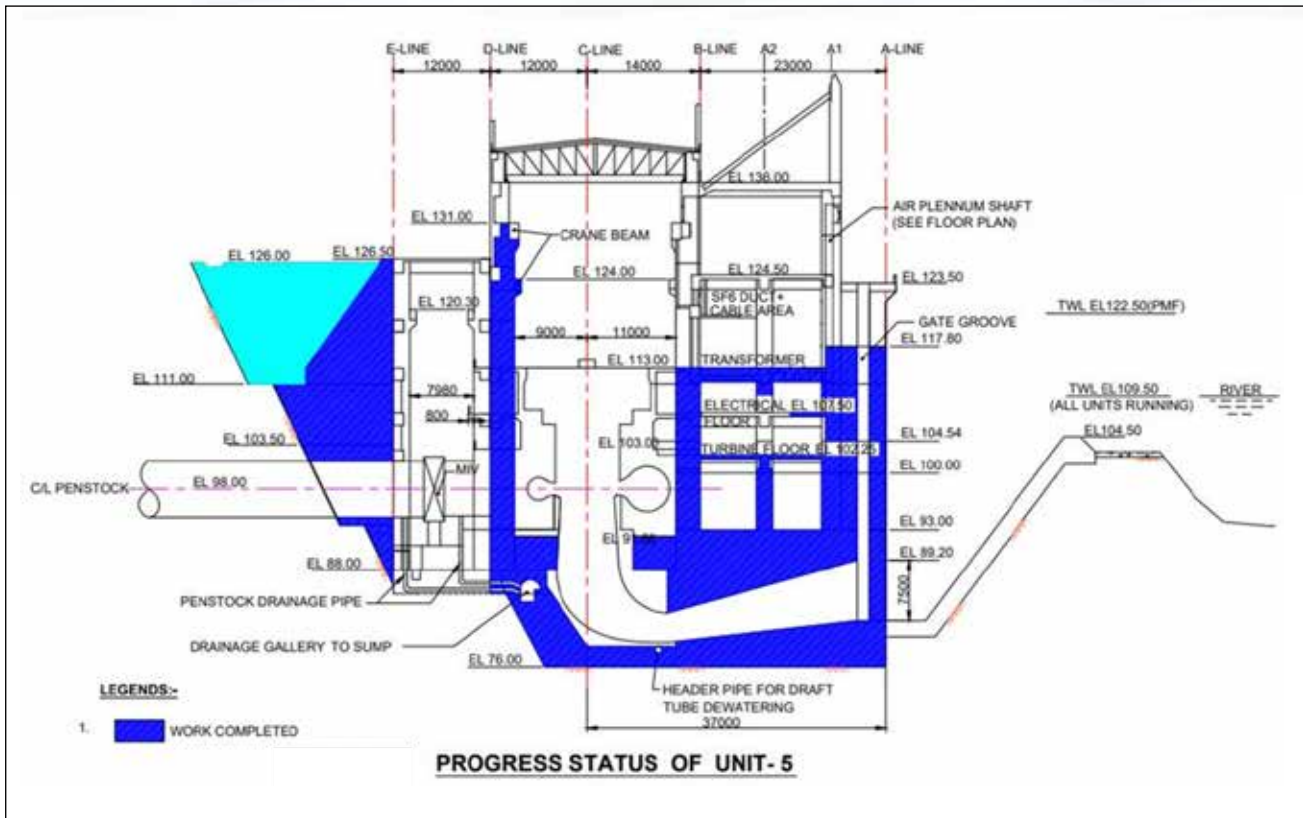 E-LINE D-LINE C-LINE B-LINE A2 A1 A-LINE
12000 12000 14000 23000
EL 136.00
AIR PLENNUM SHAFT
(SEE FLOOR PLAN)
EL 131.00
CRANE BEAM
EL 126.00 EL 126.50
EL 124.00 EL 124.50 EL 123.50
SF6 DUCT+
CABLE AREA
EL 120.30
TWL EL122.50(PMF)
GATE GROOVE
9000 11000
EL 117.80
EL 113.00 TRANSFORMER
EL 111.00
7980
TWL EL109.50 RIVER
(ALL UNITS RUNNING)
800
ELECTRICAL EL 107.50
FLOOR
EL 104.54 EL104.50
EL 103.50
EL 103.00
TURBINE FLOOR EL 102.25
MIV
EL 100.00
C/L PENSTOCK EL 98.00
EL 93.00
EL 88.00 EL 89.20
7500
PENSTOCK DRAINAGE PIPE
DRAINAGE GALLERY TO SUMP
EL 76.00
HEADER PIPE FOR DRAFT
TUBE DEWATERING
37000
LEGENDS:-
1. WORK COMPLETED
PROGRESS STATUS OF UNIT- 5